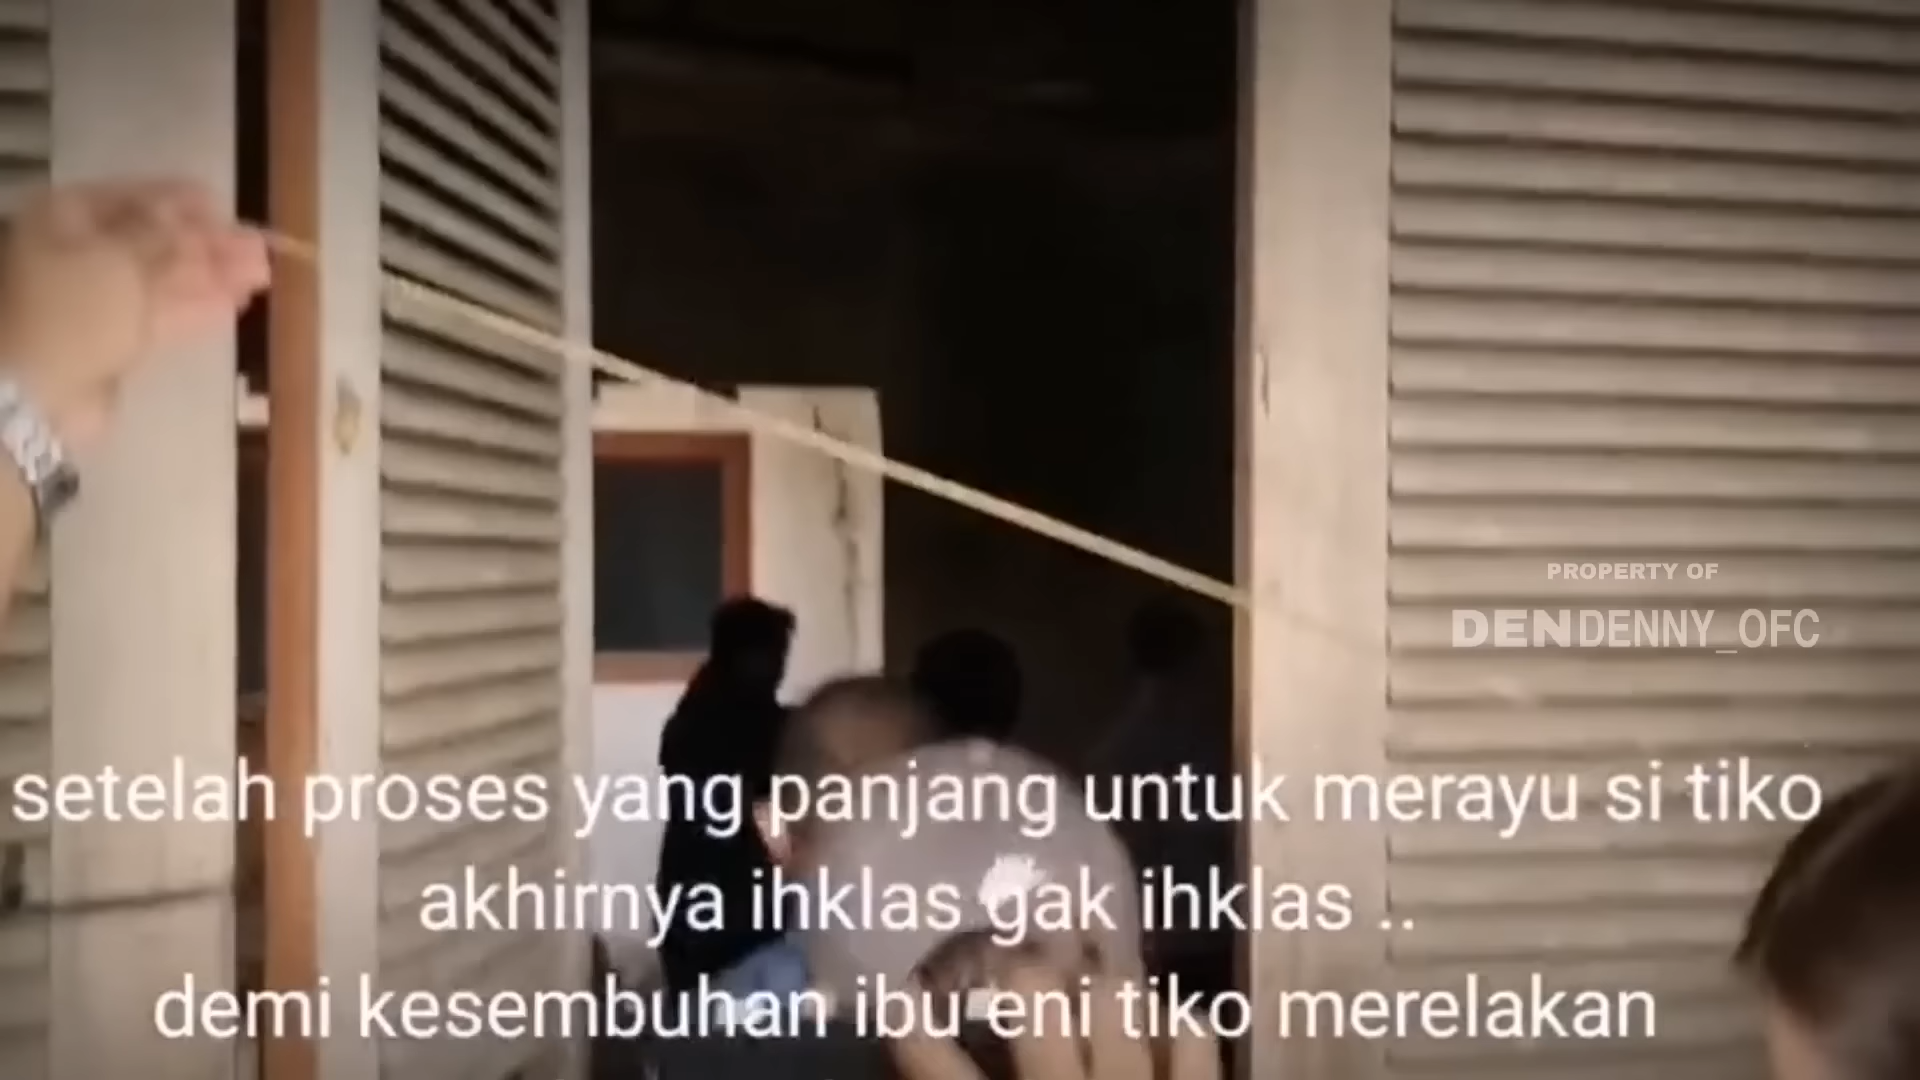 PROPERTY OF
DENDENNY_OFC
setelah proses yang panjang untuk merayu si tiko
akhirnya ihklas gak ihklas ..
demi kesembuhan ibu eni tiko merelakan